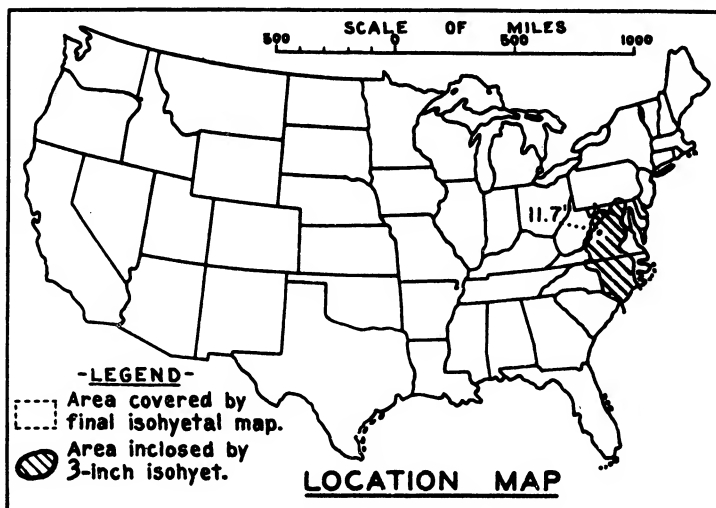 SCALE OF MILES
500 0 500 1000
11.7"
-LEGEND-
Area covered by
final isohyetal map.
Area inclosed by
3-inch isohyet.
LOCATION MAP